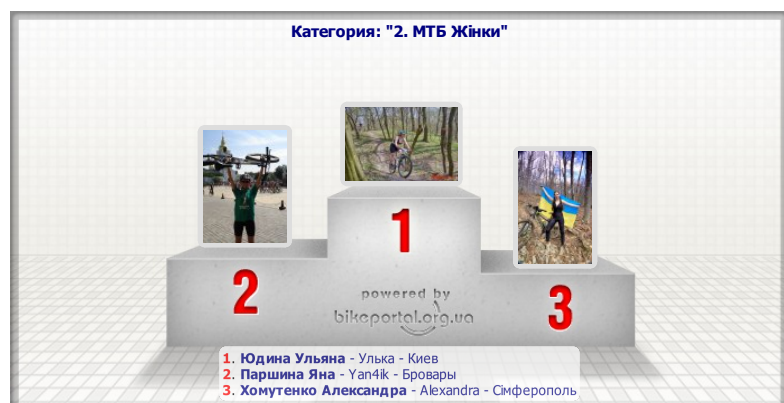 Категория: "2. МТБ Жінки"
1
2
3
powered by
bikeportal.org.ua
1. Юдина Ульяна - Улька - Киев
2. Паршина Яна - Yan4ik - Бровары
3. Хомутенко Александра - Alexandra - Сімферополь